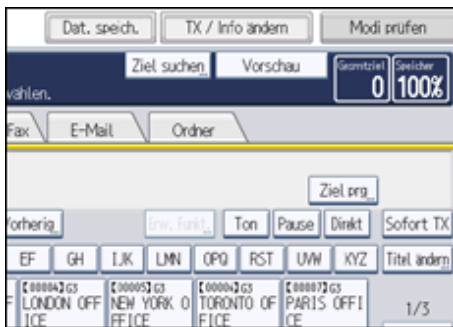 Dat. speich. TX / Info ändern Modi prüfen
Ziel suchen Vorschau Gesamtziel Speicher
wählen. 0 100%
Fax E-Mail Ordner
Ziel prg.
Vorherig. Erw. Funkt. Ton Pause Direkt Sofort TX
EF GH IJK LMN OPQ RST UVW XYZ Titel ändern
[00004]G3 [00005]G3 [00006]G3 [00007]G3
F LONDON OFF NEW YORK O TORONTO OF PARIS OFFI 1/3
ICE FFICE FICE CE